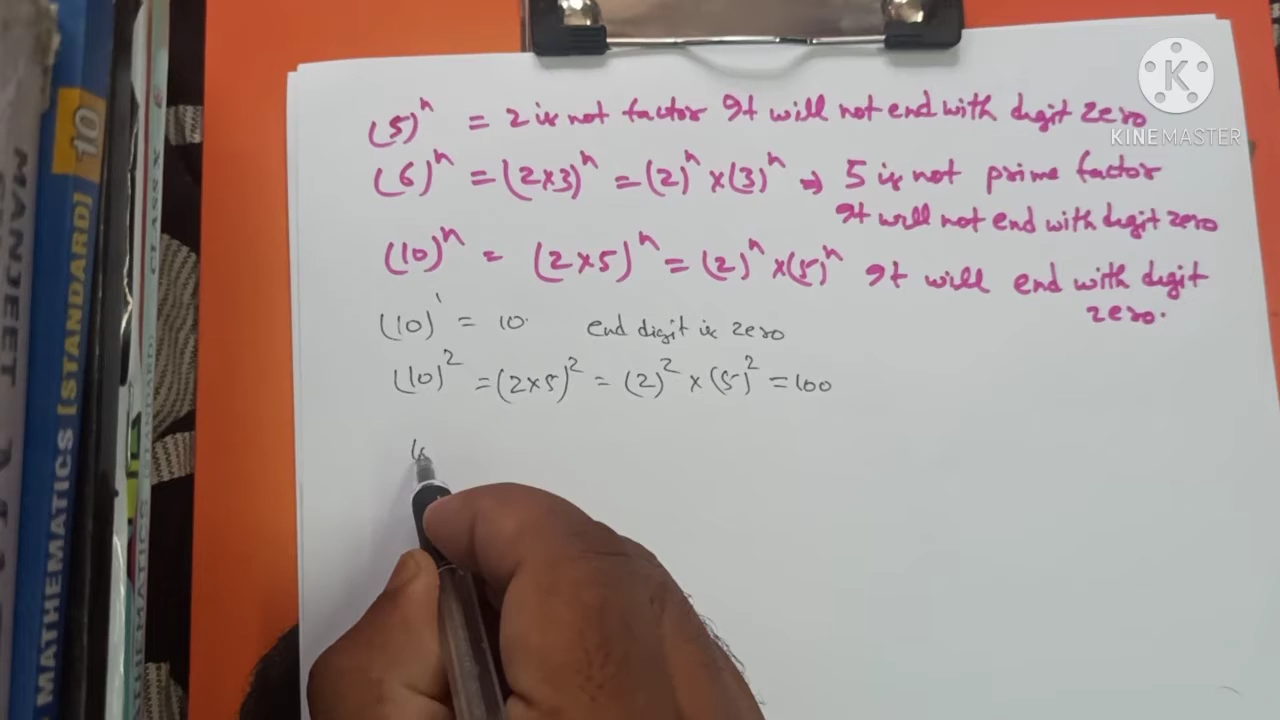 (5)ⁿ = 2 is not factor It will not end with digit zero
(6)ⁿ = (2×3)ⁿ = (2)ⁿ × (3)ⁿ → 5 is not prime factor
It will not end with digit zero
(10)ⁿ = (2×5)ⁿ = (2)ⁿ × (5)ⁿ It will end with digit
zero.
(10)¹ = 10. end digit is zero
(10)² = (2×5)² = (2)² × (5)² = 100
KINEMASTER
MATHEMATICS [STANDARD] 10
MANJEET
MATHEMATICS CLASS X